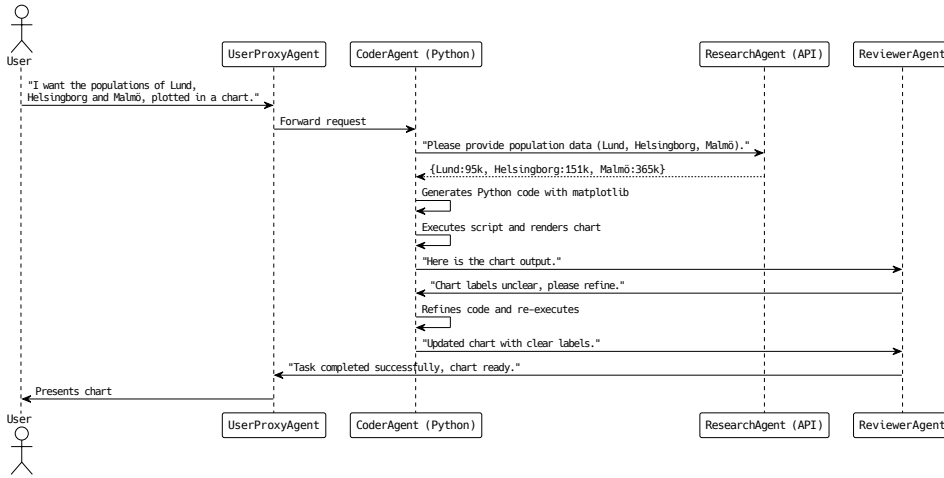 User
UserProxyAgent
CoderAgent (Python)
ResearchAgent (API)
ReviewerAgent
"I want the populations of Lund,
Helsingborg and Malmö, plotted in a chart."
Forward request
"Please provide population data (Lund, Helsingborg, Malmö)."
{Lund:95k, Helsingborg:151k, Malmö:365k}
Generates Python code with matplotlib
Executes script and renders chart
"Here is the chart output."
"Chart labels unclear, please refine."
Refines code and re-executes
"Updated chart with clear labels."
"Task completed successfully, chart ready."
Presents chart
User
UserProxyAgent
CoderAgent (Python)
ResearchAgent (API)
ReviewerAgent